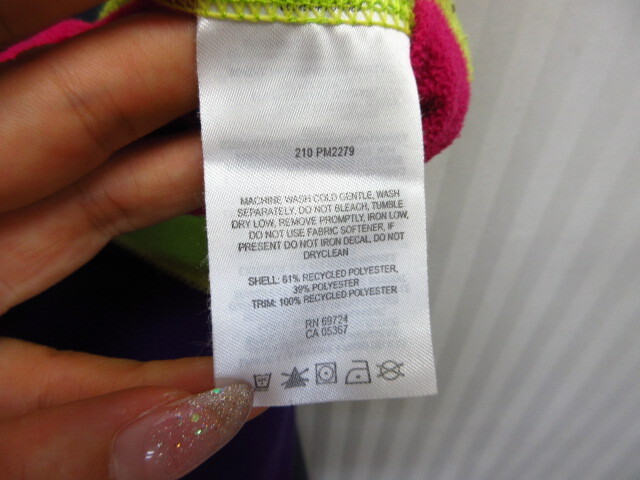 210 PM2279
MACHINE WASH COLD GENTLE, WASH
SEPARATELY, DO NOT BLEACH, TUMBLE
DRY LOW, REMOVE PROMPTLY, IRON LOW,
DO NOT USE FABRIC SOFTENER, IF
PRESENT DO NOT IRON DECAL, DO NOT
DRYCLEAN
SHELL: 61% RECYCLED POLYESTER,
39% POLYESTER
TRIM: 100% RECYCLED POLYESTER
RN 69724
CA 05367